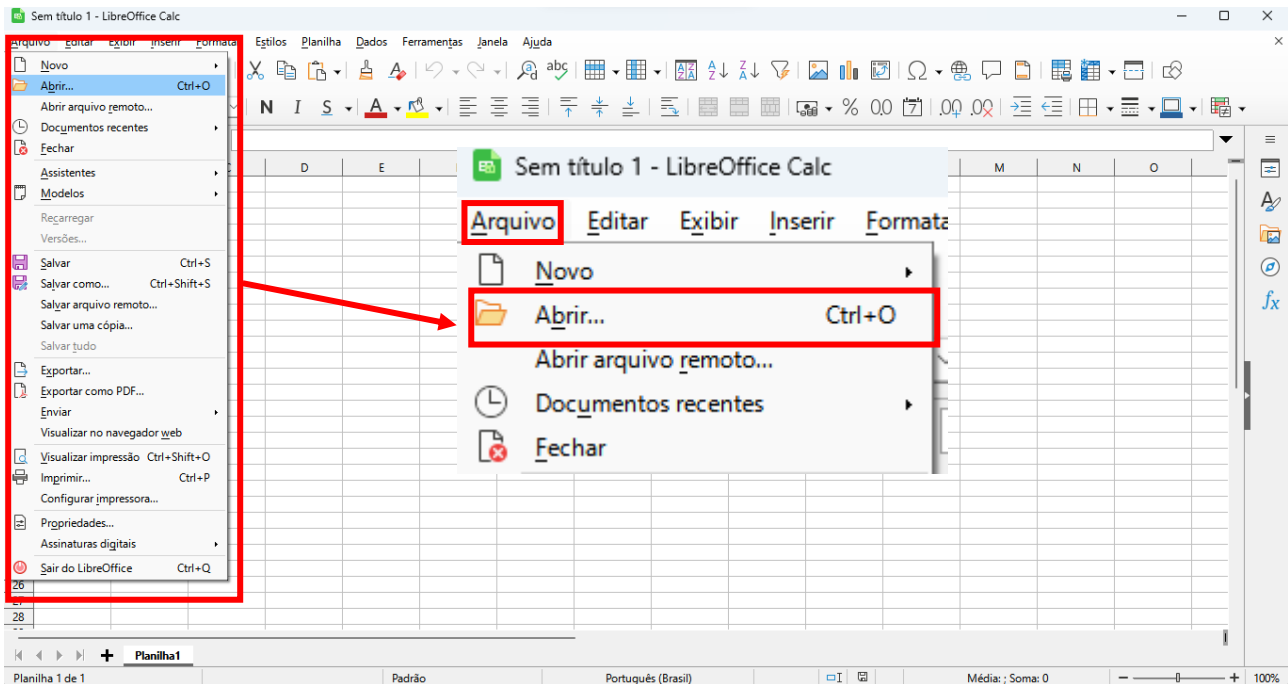 Sem título 1 - LibreOffice Calc
Arquivo Editar Exibir Inserir Formatar Estilos Planilha Dados Ferramentas Janela Ajuda
Novo
Abrir... Ctrl+O
Abrir arquivo remoto...
Documentos recentes
Fechar
Assistentes
Modelos
Recarregar
Versões...
Salvar Ctrl+S
Salvar como... Ctrl+Shift+S
Salvar arquivo remoto...
Salvar uma cópia...
Salvar tudo
Exportar...
Exportar como PDF...
Enviar
Visualizar no navegador web
Visualizar impressão Ctrl+Shift+O
Imprimir... Ctrl+P
Configurar impressora...
Propriedades...
Assinaturas digitais
Sair do LibreOffice Ctrl+Q
D E M N O
Sem título 1 - LibreOffice Calc
Arquivo Editar Exibir Inserir Formata
Novo
Abrir... Ctrl+O
Abrir arquivo remoto...
Documentos recentes
Fechar
26
27
28
Planilha1
Planilha 1 de 1 Padrão Português (Brasil) Média: ; Soma: 0 100%